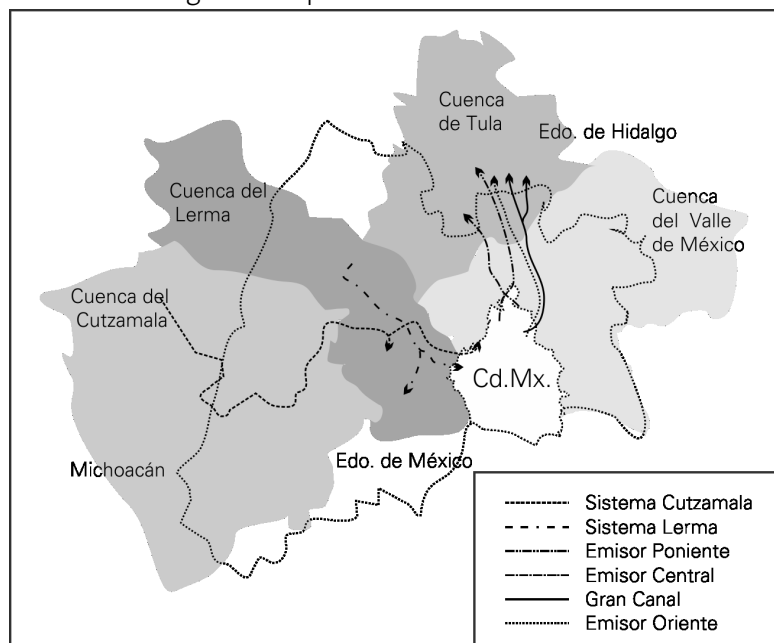 Cuenca
de Tula
Edo. de Hidalgo
Cuenca del
Lerma
Cuenca
del Valle
de México
Cuenca del
Cutzamala
Cd.Mx.
Michoacán
Edo. de México
Sistema Cutzamala
Sistema Lerma
Emisor Poniente
Emisor Central
Gran Canal
Emisor Oriente